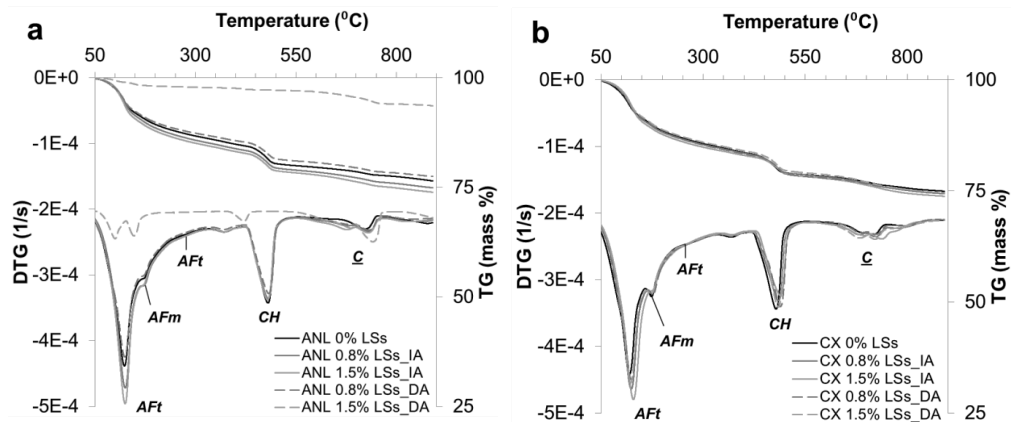 a
Temperature (⁰C)
50 300 550 800
0E+0
-1E-4
-2E-4
-3E-4
-4E-4
-5E-4
DTG (1/s)
100
75
50
25
TG (mass %)
AFt
AFm
AFt
CH
C
ANL 0% LSs
ANL 0.8% LSs_IA
ANL 1.5% LSs_IA
ANL 0.8% LSs_DA
ANL 1.5% LSs_DA
b
Temperature (⁰C)
50 300 550 800
0E+0
-1E-4
-2E-4
-3E-4
-4E-4
-5E-4
DTG (1/s)
100
75
50
25
TG (mass %)
AFt
AFm
AFt
CH
C
CX 0% LSs
CX 0.8% LSs_IA
CX 1.5% LSs_IA
CX 0.8% LSs_DA
CX 1.5% LSs_DA